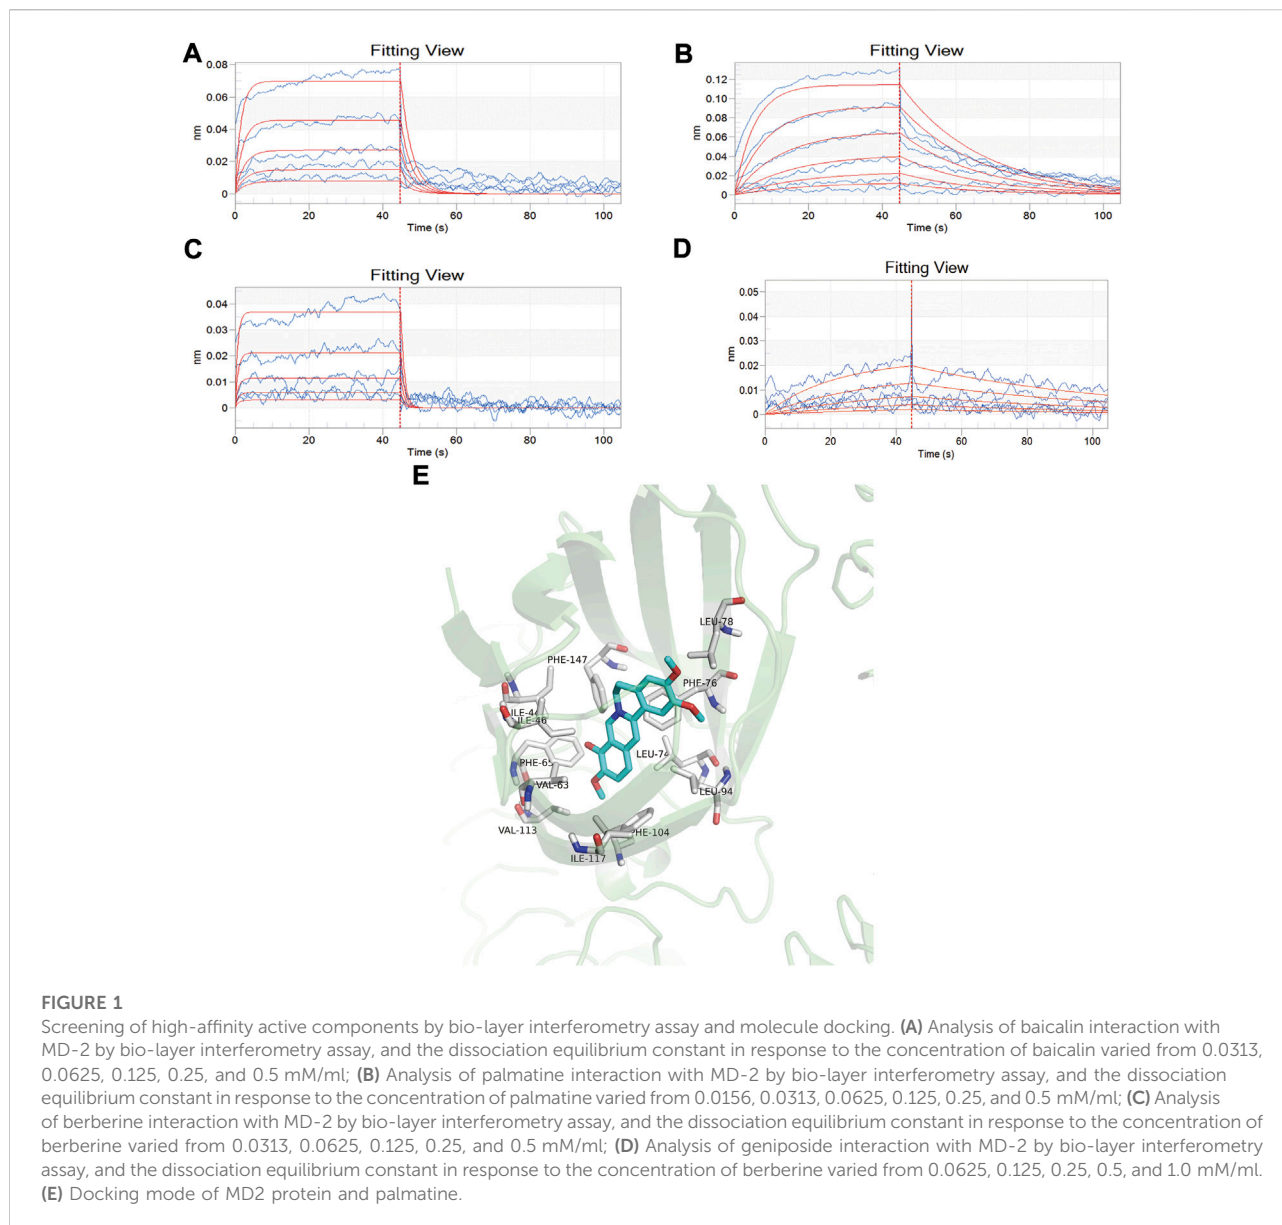 A
Fitting View
0.08
0.06
0.04
0.02
0
nm
0 20 40 60 80 100
Time (s)
B
Fitting View
0.12
0.10
0.08
0.06
0.04
0.02
0
nm
0 20 40 60 80 100
Time (s)
C
Fitting View
0.04
0.03
0.02
0.01
0
nm
0 20 40 60 80 100
Time (s)
D
Fitting View
0.05
0.04
0.03
0.02
0.01
0
nm
0 20 40 60 80 100
Time (s)
E
LEU-78
PHE-147
PHE-76
ILE-46
LEU-74
VAL-63
LEU-94
VAL-113
PHE-104
ILE-117
FIGURE 1
Screening of high-affinity active components by bio-layer interferometry assay and molecule docking. (A) Analysis of baicalin interaction with
MD-2 by bio-layer interferometry assay, and the dissociation equilibrium constant in response to the concentration of baicalin varied from 0.0313,
0.0625, 0.125, 0.25, and 0.5 mM/ml; (B) Analysis of palmatine interaction with MD-2 by bio-layer interferometry assay, and the dissociation
equilibrium constant in response to the concentration of palmatine varied from 0.0156, 0.0313, 0.0625, 0.125, 0.25, and 0.5 mM/ml; (C) Analysis
of berberine interaction with MD-2 by bio-layer interferometry assay, and the dissociation equilibrium constant in response to the concentration of
berberine varied from 0.0313, 0.0625, 0.125, 0.25, and 0.5 mM/ml; (D) Analysis of geniposide interaction with MD-2 by bio-layer interferometry
assay, and the dissociation equilibrium constant in response to the concentration of berberine varied from 0.0625, 0.125, 0.25, 0.5, and 1.0 mM/ml.
(E) Docking mode of MD2 protein and palmatine.